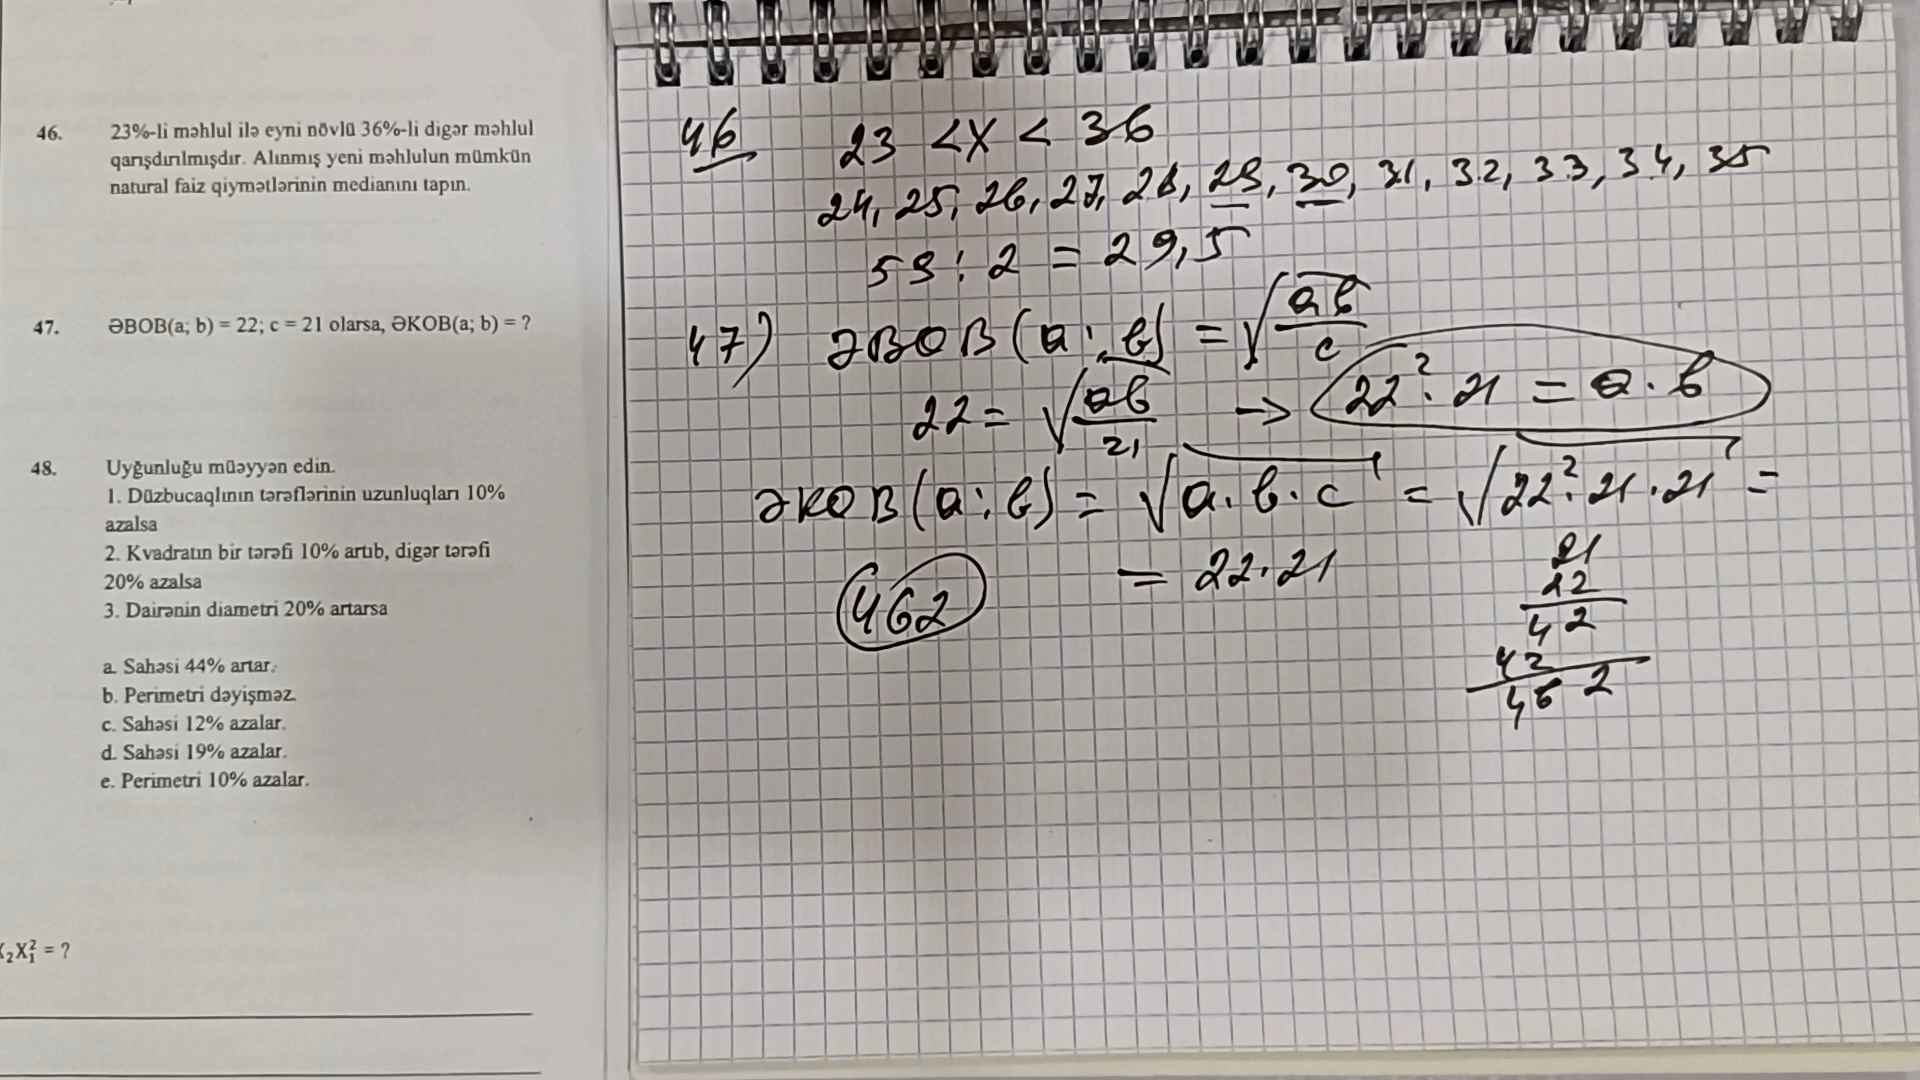 46. 23%-li məhlul ilə eyni növlü 36%-li digər məhlul
qarışdırılmışdır. Alınmış yeni məhlulun mümkün
natural faiz qiymətlərinin medianını tapın.
47. ƏBOB(a; b) = 22; c = 21 olarsa, ƏKOB(a; b) = ?
48. Uyğunluğu müəyyən edin.
1. Düzbucaqlının tərəflərinin uzunluqları 10%
azalsa
2. Kvadratın bir tərəfi 10% artıb, digər tərəfi
20% azalsa
3. Dairənin diametri 20% artarsa
a. Sahəsi 44% artar.
b. Perimetri dəyişməz.
c. Sahəsi 12% azalar.
d. Sahəsi 19% azalar.
e. Perimetri 10% azalar.
X₂X₁² = ?
46 23 < x < 36
24, 25, 26, 27, 28, 29, 30, 31, 32, 33, 34, 35
59 : 2 = 29,5
47) ƏBOB (a ; b) = √(ab/c)
22 = √(ab/21) → 22² · 21 = a · b
ƏKOB (a ; b) = √(a · b · c) = √(22² · 21 · 21) =
= 22 · 21
462
21
22
42
42
462